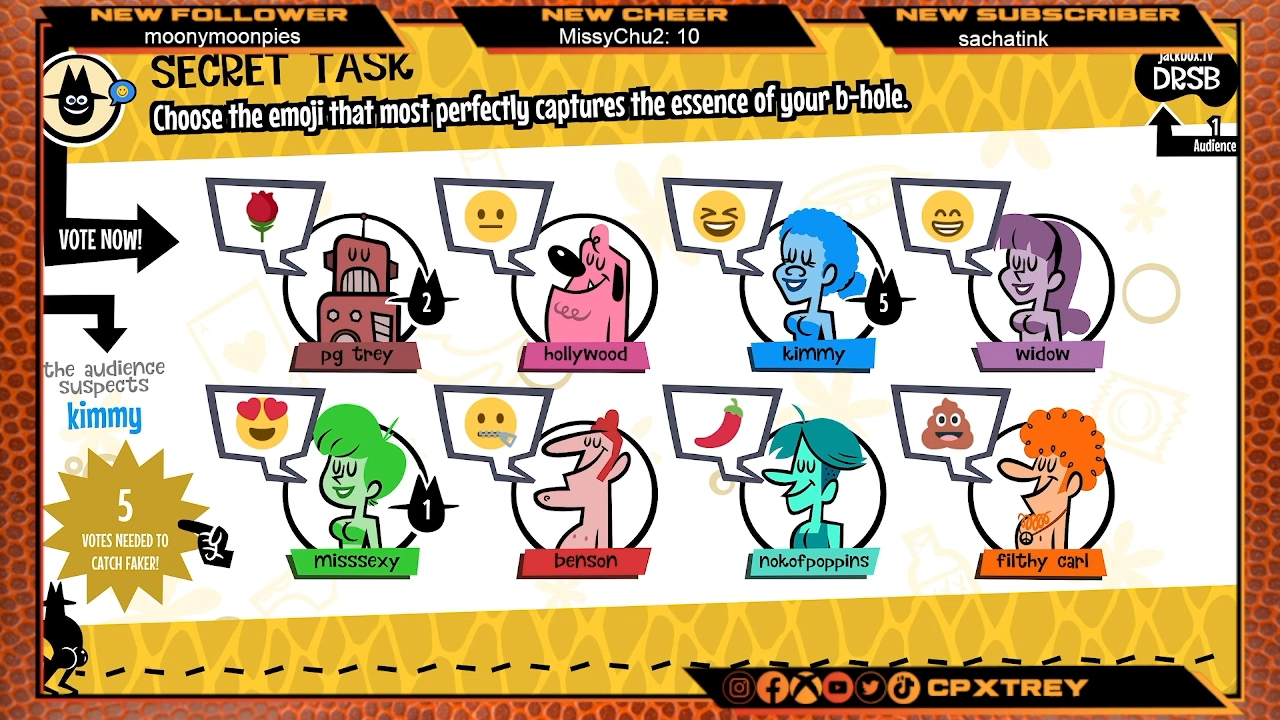 NEW FOLLOWER
moonymoonpies
NEW CHEER
MissyChu2: 10
NEW SUBSCRIBER
sachatink
SECRET TASK
Choose the emoji that most perfectly captures the essence of your b-hole.
jackbox.tv
DRSB
1
Audience
VOTE NOW!
the audience
suspects
kimmy
5
VOTES NEEDED TO
CATCH FAKER!
2
pg trey
hollywood
5
kimmy
widow
1
misssexy
benson
nokofpoppins
filthy carl
CPXTREY